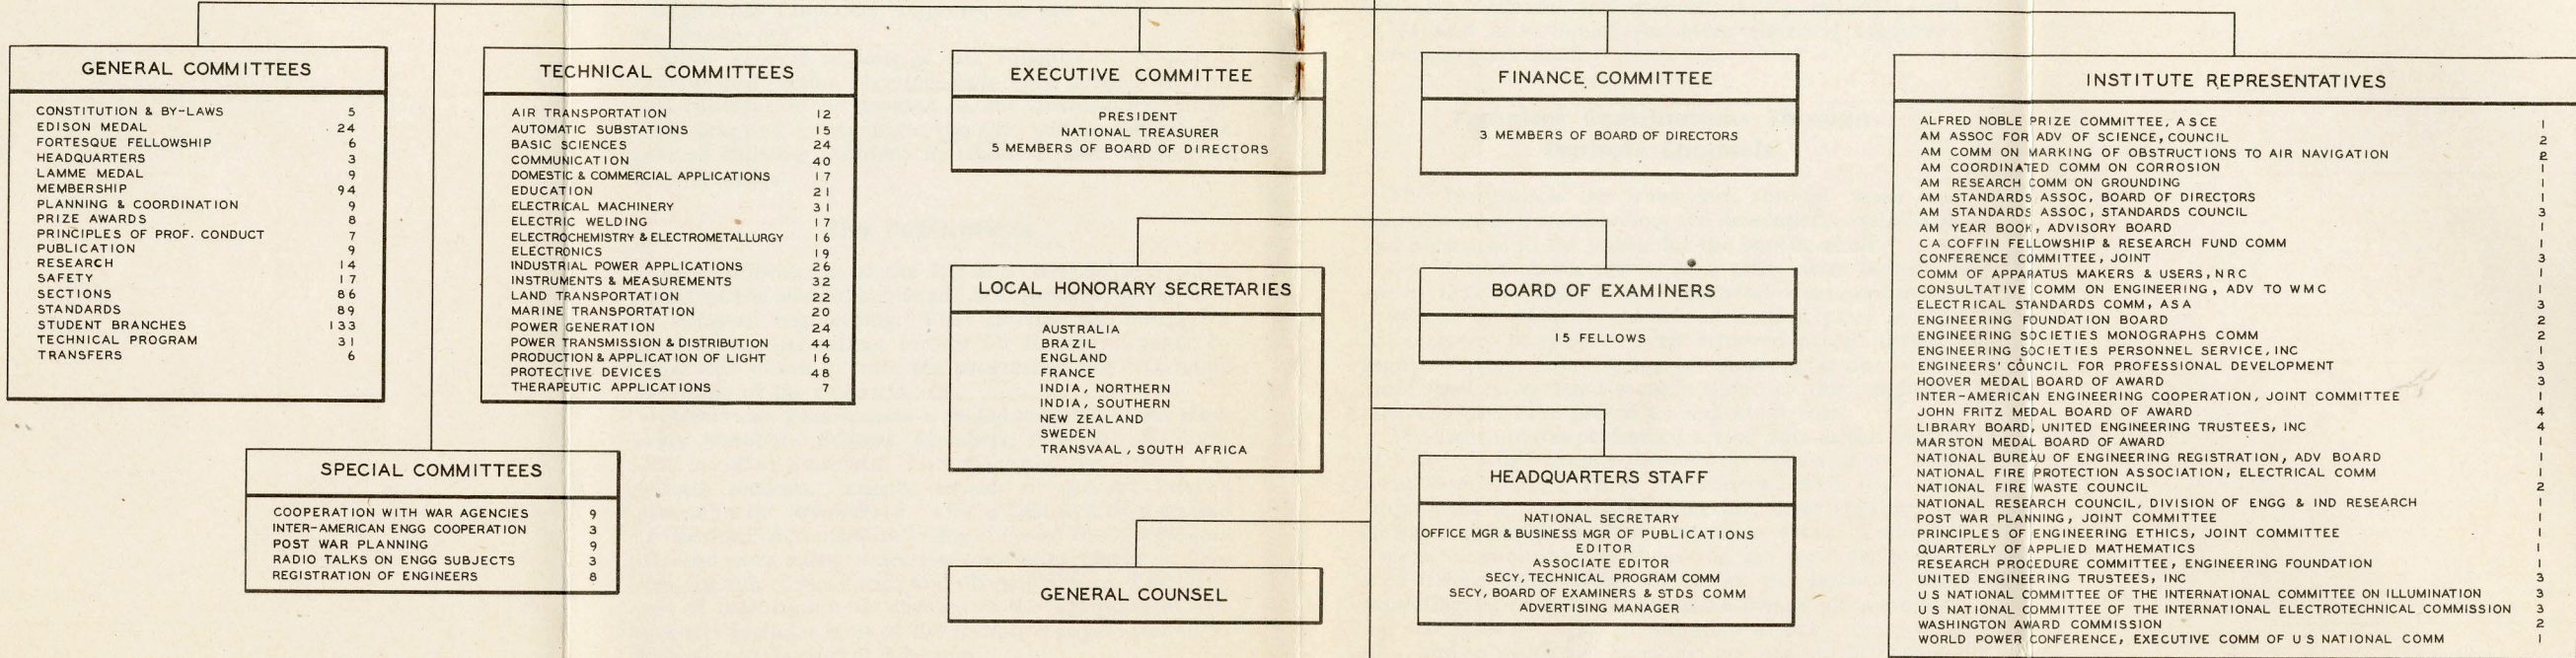 GENERAL COMMITTEES
CONSTITUTION & BY-LAWS 5
EDISON MEDAL 24
FORTESQUE FELLOWSHIP 6
HEADQUARTERS 3
LAMME MEDAL 9
MEMBERSHIP 94
PLANNING & COORDINATION 9
PRIZE AWARDS 8
PRINCIPLES OF PROF. CONDUCT 7
PUBLICATION 9
RESEARCH 14
SAFETY 17
SECTIONS 86
STANDARDS 89
STUDENT BRANCHES 133
TECHNICAL PROGRAM 31
TRANSFERS 6
TECHNICAL COMMITTEES
AIR TRANSPORTATION 12
AUTOMATIC SUBSTATIONS 15
BASIC SCIENCES 24
COMMUNICATION 40
DOMESTIC & COMMERCIAL APPLICATIONS 17
EDUCATION 21
ELECTRICAL MACHINERY 31
ELECTRIC WELDING 17
ELECTROCHEMISTRY & ELECTROMETALLURGY 16
ELECTRONICS 19
INDUSTRIAL POWER APPLICATIONS 26
INSTRUMENTS & MEASUREMENTS 32
LAND TRANSPORTATION 22
MARINE TRANSPORTATION 20
POWER GENERATION 24
POWER TRANSMISSION & DISTRIBUTION 44
PRODUCTION & APPLICATION OF LIGHT 16
PROTECTIVE DEVICES 48
THERAPEUTIC APPLICATIONS 7
SPECIAL COMMITTEES
COOPERATION WITH WAR AGENCIES 9
INTER-AMERICAN ENGG COOPERATION 3
POST WAR PLANNING 9
RADIO TALKS ON ENGG SUBJECTS 3
REGISTRATION OF ENGINEERS 8
EXECUTIVE COMMITTEE
PRESIDENT
NATIONAL TREASURER
5 MEMBERS OF BOARD OF DIRECTORS
FINANCE COMMITTEE
3 MEMBERS OF BOARD OF DIRECTORS
LOCAL HONORARY SECRETARIES
AUSTRALIA
BRAZIL
ENGLAND
FRANCE
INDIA, NORTHERN
INDIA, SOUTHERN
NEW ZEALAND
SWEDEN
TRANSVAAL, SOUTH AFRICA
BOARD OF EXAMINERS
15 FELLOWS
GENERAL COUNSEL
HEADQUARTERS STAFF
NATIONAL SECRETARY
OFFICE MGR & BUSINESS MGR OF PUBLICATIONS
EDITOR
ASSOCIATE EDITOR
SECY, TECHNICAL PROGRAM COMM
SECY, BOARD OF EXAMINERS & STDS COMM
ADVERTISING MANAGER
INSTITUTE REPRESENTATIVES
ALFRED NOBLE PRIZE COMMITTEE, ASCE 1
AM ASSOC FOR ADV OF SCIENCE, COUNCIL 2
AM COMM ON MARKING OF OBSTRUCTIONS TO AIR NAVIGATION 2
AM COORDINATED COMM ON CORROSION 1
AM RESEARCH COMM ON GROUNDING 1
AM STANDARDS ASSOC, BOARD OF DIRECTORS 1
AM STANDARDS ASSOC, STANDARDS COUNCIL 3
AM YEAR BOOK, ADVISORY BOARD 1
CA COFFIN FELLOWSHIP & RESEARCH FUND COMM 1
CONFERENCE COMMITTEE, JOINT 3
COMM OF APPARATUS MAKERS & USERS, NRC 1
CONSULTATIVE COMM ON ENGINEERING, ADV TO WMC 1
ELECTRICAL STANDARDS COMM, ASA 3
ENGINEERING FOUNDATION BOARD 2
ENGINEERING SOCIETIES MONOGRAPHS COMM 2
ENGINEERING SOCIETIES PERSONNEL SERVICE, INC 1
ENGINEERS' COUNCIL FOR PROFESSIONAL DEVELOPMENT 3
HOOVER MEDAL BOARD OF AWARD 3
INTER-AMERICAN ENGINEERING COOPERATION, JOINT COMMITTEE 1
JOHN FRITZ MEDAL BOARD OF AWARD 4
LIBRARY BOARD, UNITED ENGINEERING TRUSTEES, INC 4
MARSTON MEDAL BOARD OF AWARD 1
NATIONAL BUREAU OF ENGINEERING REGISTRATION, ADV BOARD 1
NATIONAL FIRE PROTECTION ASSOCIATION, ELECTRICAL COMM 1
NATIONAL FIRE WASTE COUNCIL 2
NATIONAL RESEARCH COUNCIL, DIVISION OF ENGG & IND RESEARCH 1
POST WAR PLANNING, JOINT COMMITTEE 1
PRINCIPLES OF ENGINEERING ETHICS, JOINT COMMITTEE 1
QUARTERLY OF APPLIED MATHEMATICS 1
RESEARCH PROCEDURE COMMITTEE, ENGINEERING FOUNDATION 1
UNITED ENGINEERING TRUSTEES, INC 3
U S NATIONAL COMMITTEE OF THE INTERNATIONAL COMMITTEE ON ILLUMINATION 3
U S NATIONAL COMMITTEE OF THE INTERNATIONAL ELECTROTECHNICAL COMMISSION 3
WASHINGTON AWARD COMMISSION 2
WORLD POWER CONFERENCE, EXECUTIVE COMM OF U S NATIONAL COMM 1